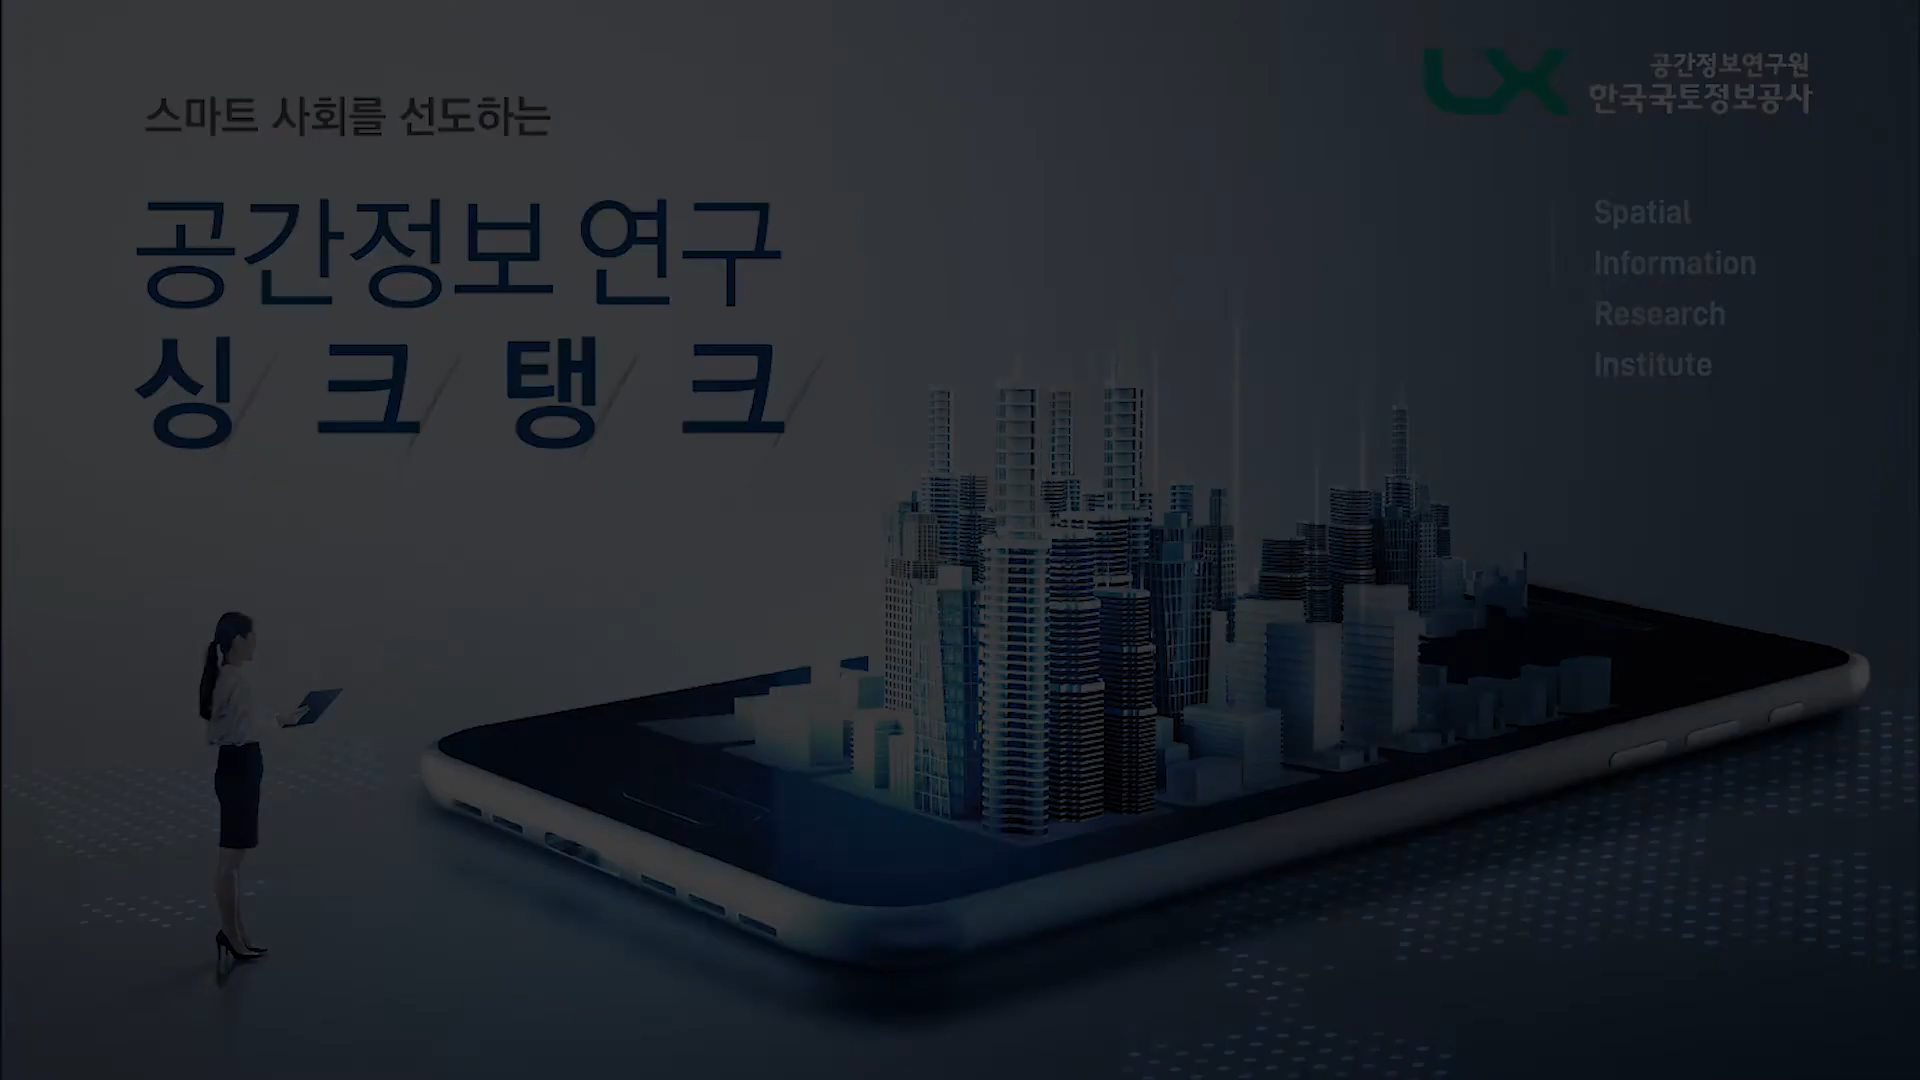 스마트 사회를 선도하는
공간정보 연구
싱크탱크
LX 공간정보연구원
한국국토정보공사
Spatial
Information
Research
Institute